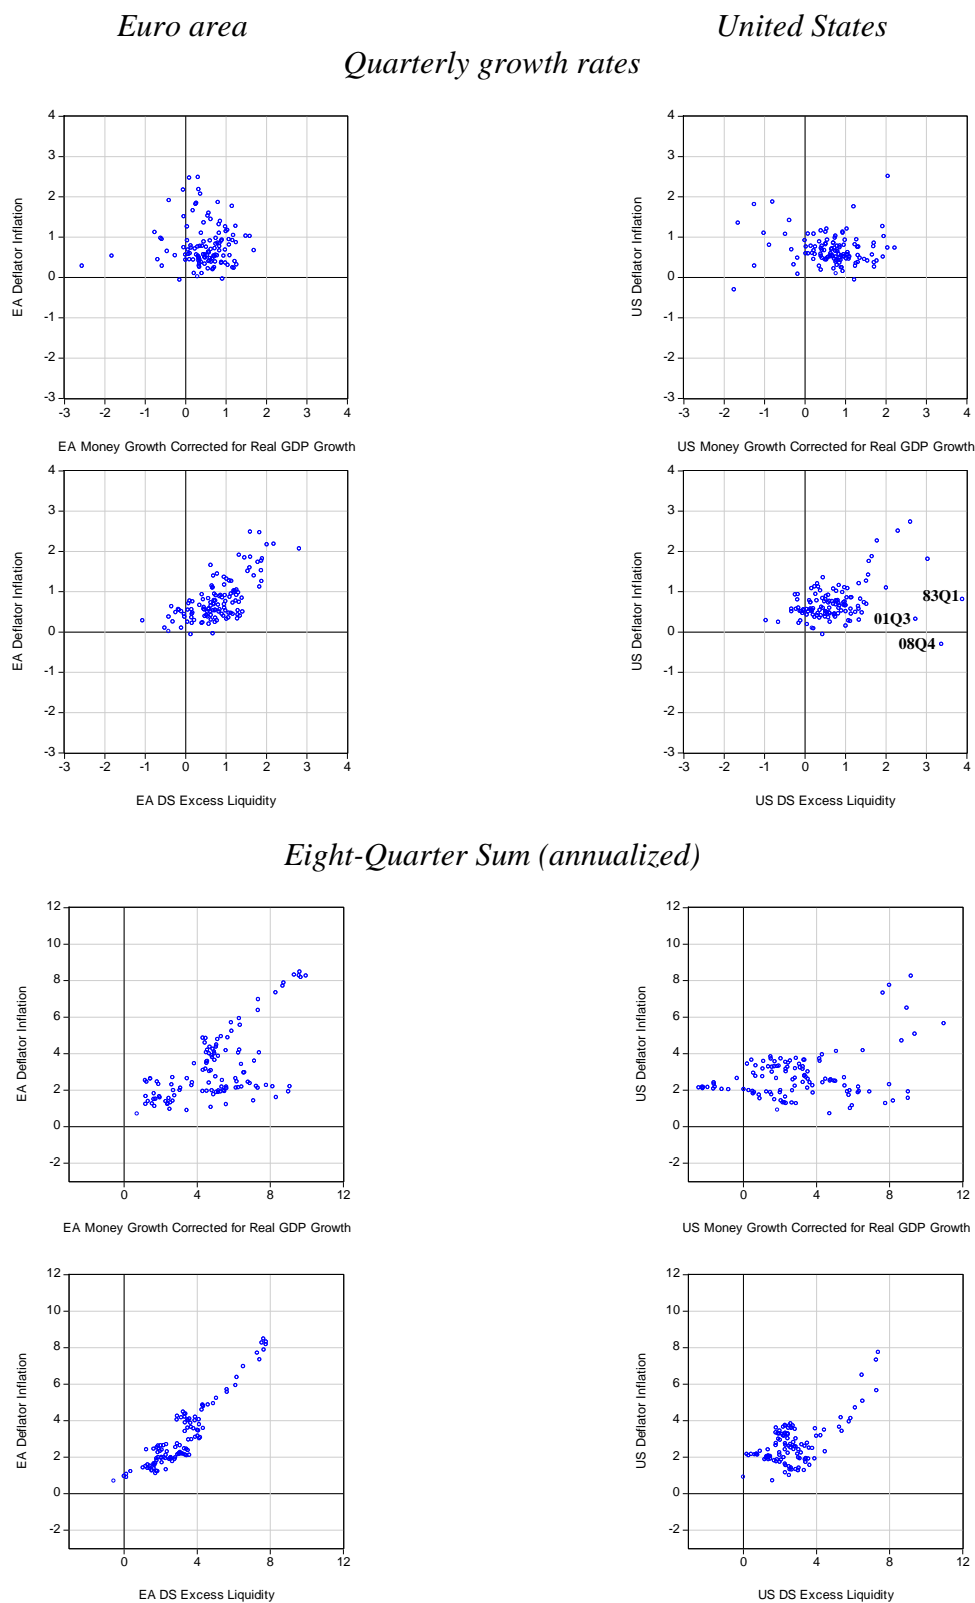 Euro area
United States
Quarterly growth rates
4
3
2
1
0
-1
-2
-3
-3 -2 -1 0 1 2 3 4
EA Deflator Inflation
EA Money Growth Corrected for Real GDP Growth
4
3
2
1
0
-1
-2
-3
-3 -2 -1 0 1 2 3 4
US Deflator Inflation
US Money Growth Corrected for Real GDP Growth
4
3
2
1
0
-1
-2
-3
-3 -2 -1 0 1 2 3 4
EA Deflator Inflation
EA DS Excess Liquidity
4
3
2
1
0
-1
-2
-3
-3 -2 -1 0 1 2 3 4
US Deflator Inflation
83Q1
01Q3
08Q4
US DS Excess Liquidity
Eight-Quarter Sum (annualized)
12
10
8
6
4
2
0
-2
0 4 8 12
EA Deflator Inflation
EA Money Growth Corrected for Real GDP Growth
12
10
8
6
4
2
0
-2
0 4 8 12
US Deflator Inflation
US Money Growth Corrected for Real GDP Growth
12
10
8
6
4
2
0
-2
0 4 8 12
EA Deflator Inflation
EA DS Excess Liquidity
12
10
8
6
4
2
0
-2
0 4 8 12
US Deflator Inflation
US DS Excess Liquidity